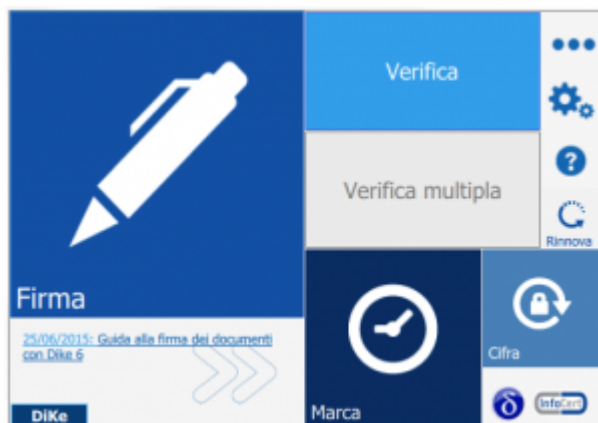 Verifica
Verifica multipla
Rinnova
Firma
25/06/2015: Guida alla firma dei documenti
con Dike 6
DiKe
Marca
Cifra
InfoCert